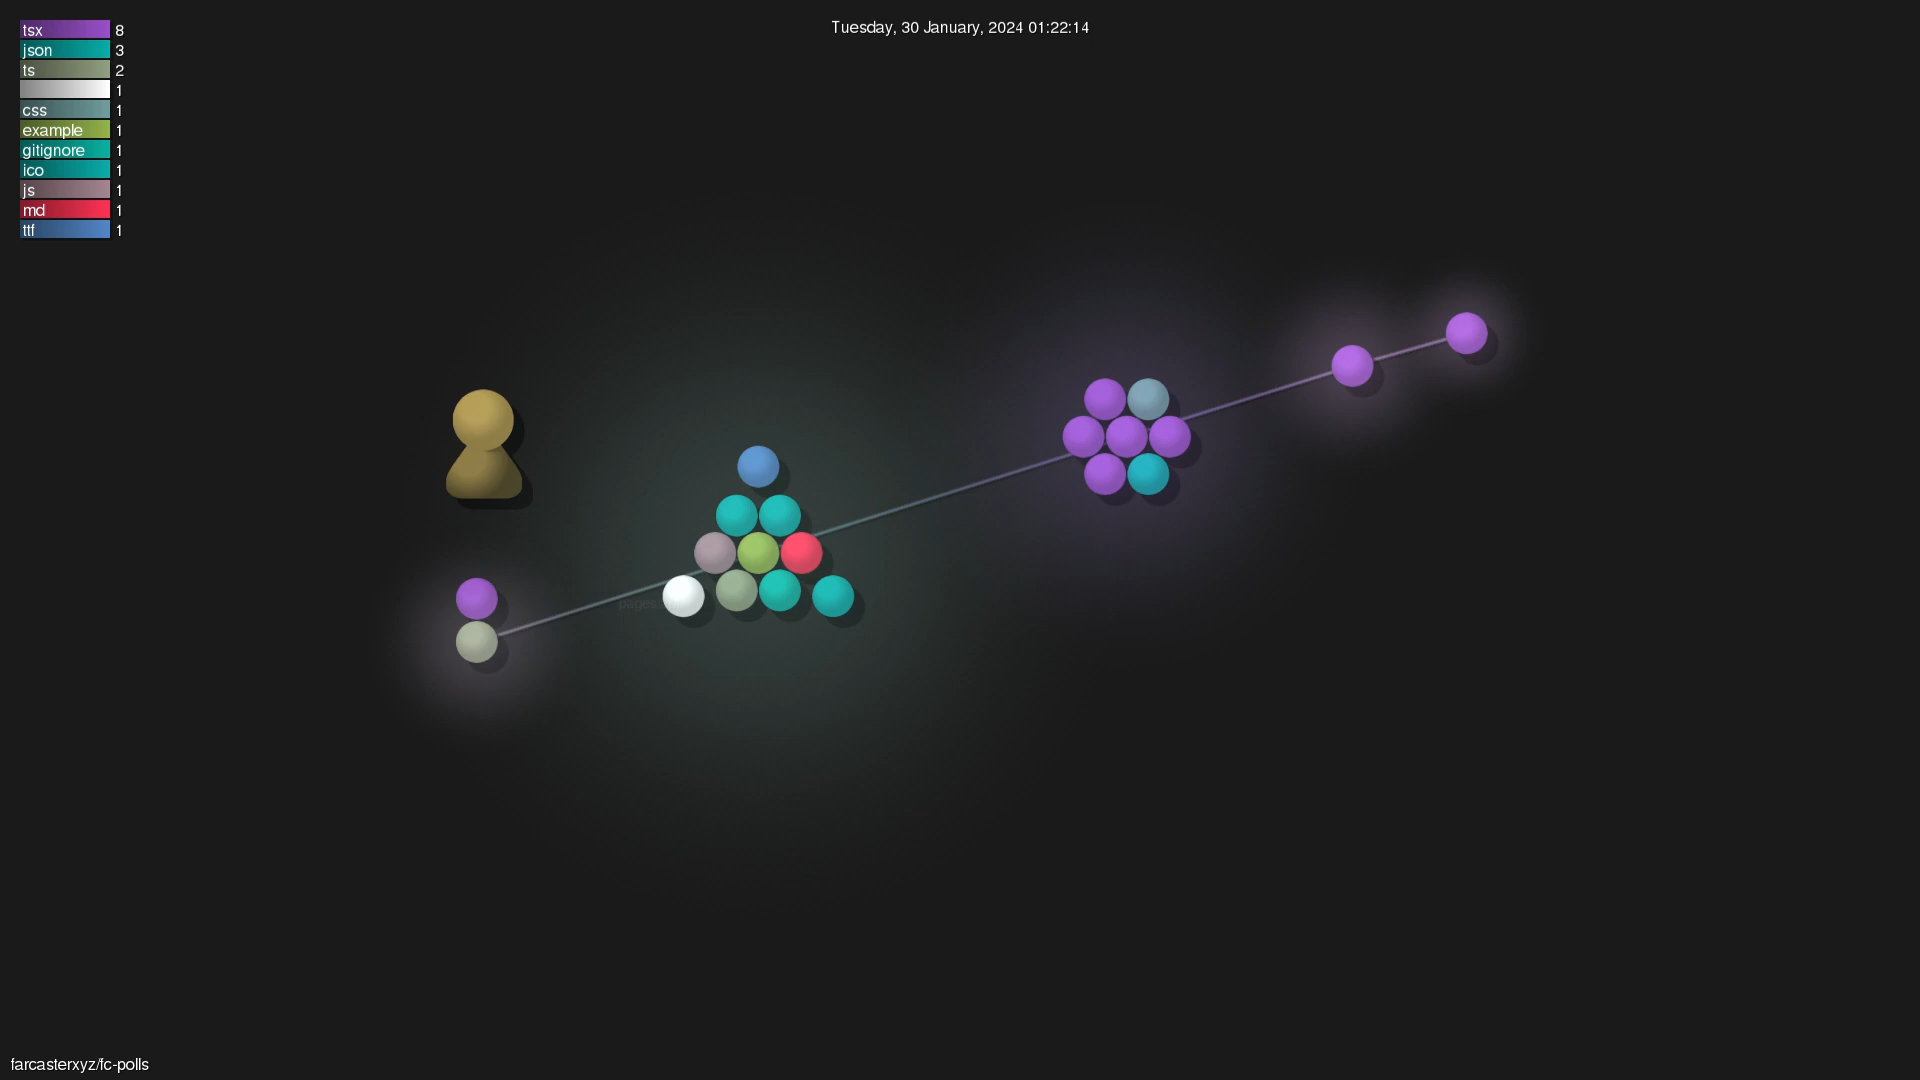 Tuesday, 30 January, 2024 01:22:14
tsx 8
json 3
ts 2
1
css 1
example 1
gitignore 1
ico 1
js 1
md 1
ttf 1
pages
farcasterxyz/fc-polls